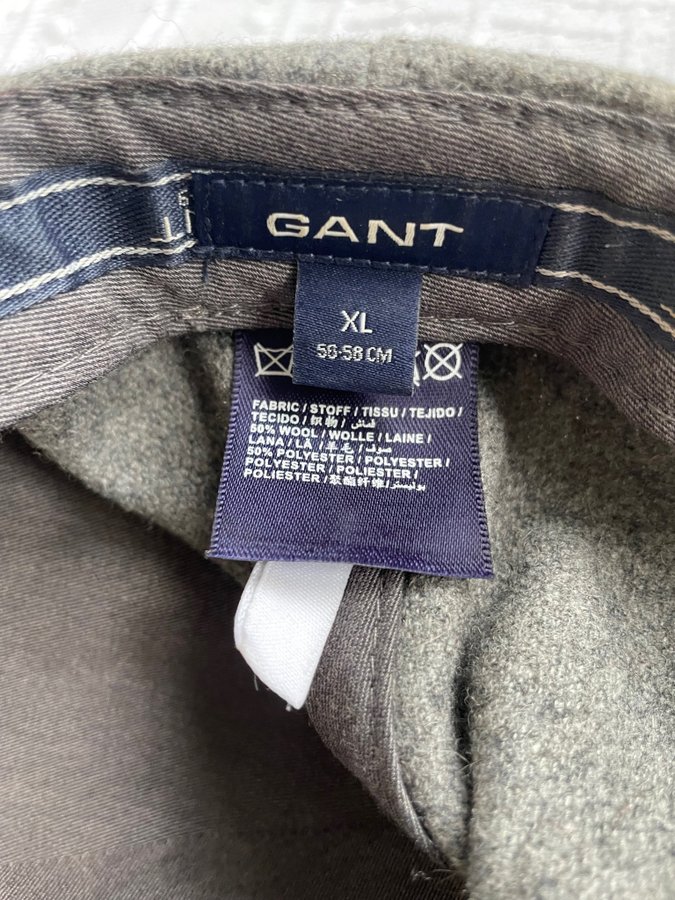 GANT
XL
56-58 CM
FABRIC / STOFF / TISSU / TEJIDO /
TECIDO / 织物 / قماش
50% WOOL / WOLLE / LAINE /
LANA / LÃ / 羊毛 / صوف
50% POLYESTER / POLYESTER /
POLYESTER / POLIESTER /
POLIÉSTER / 聚酯纤维 / بوليستر